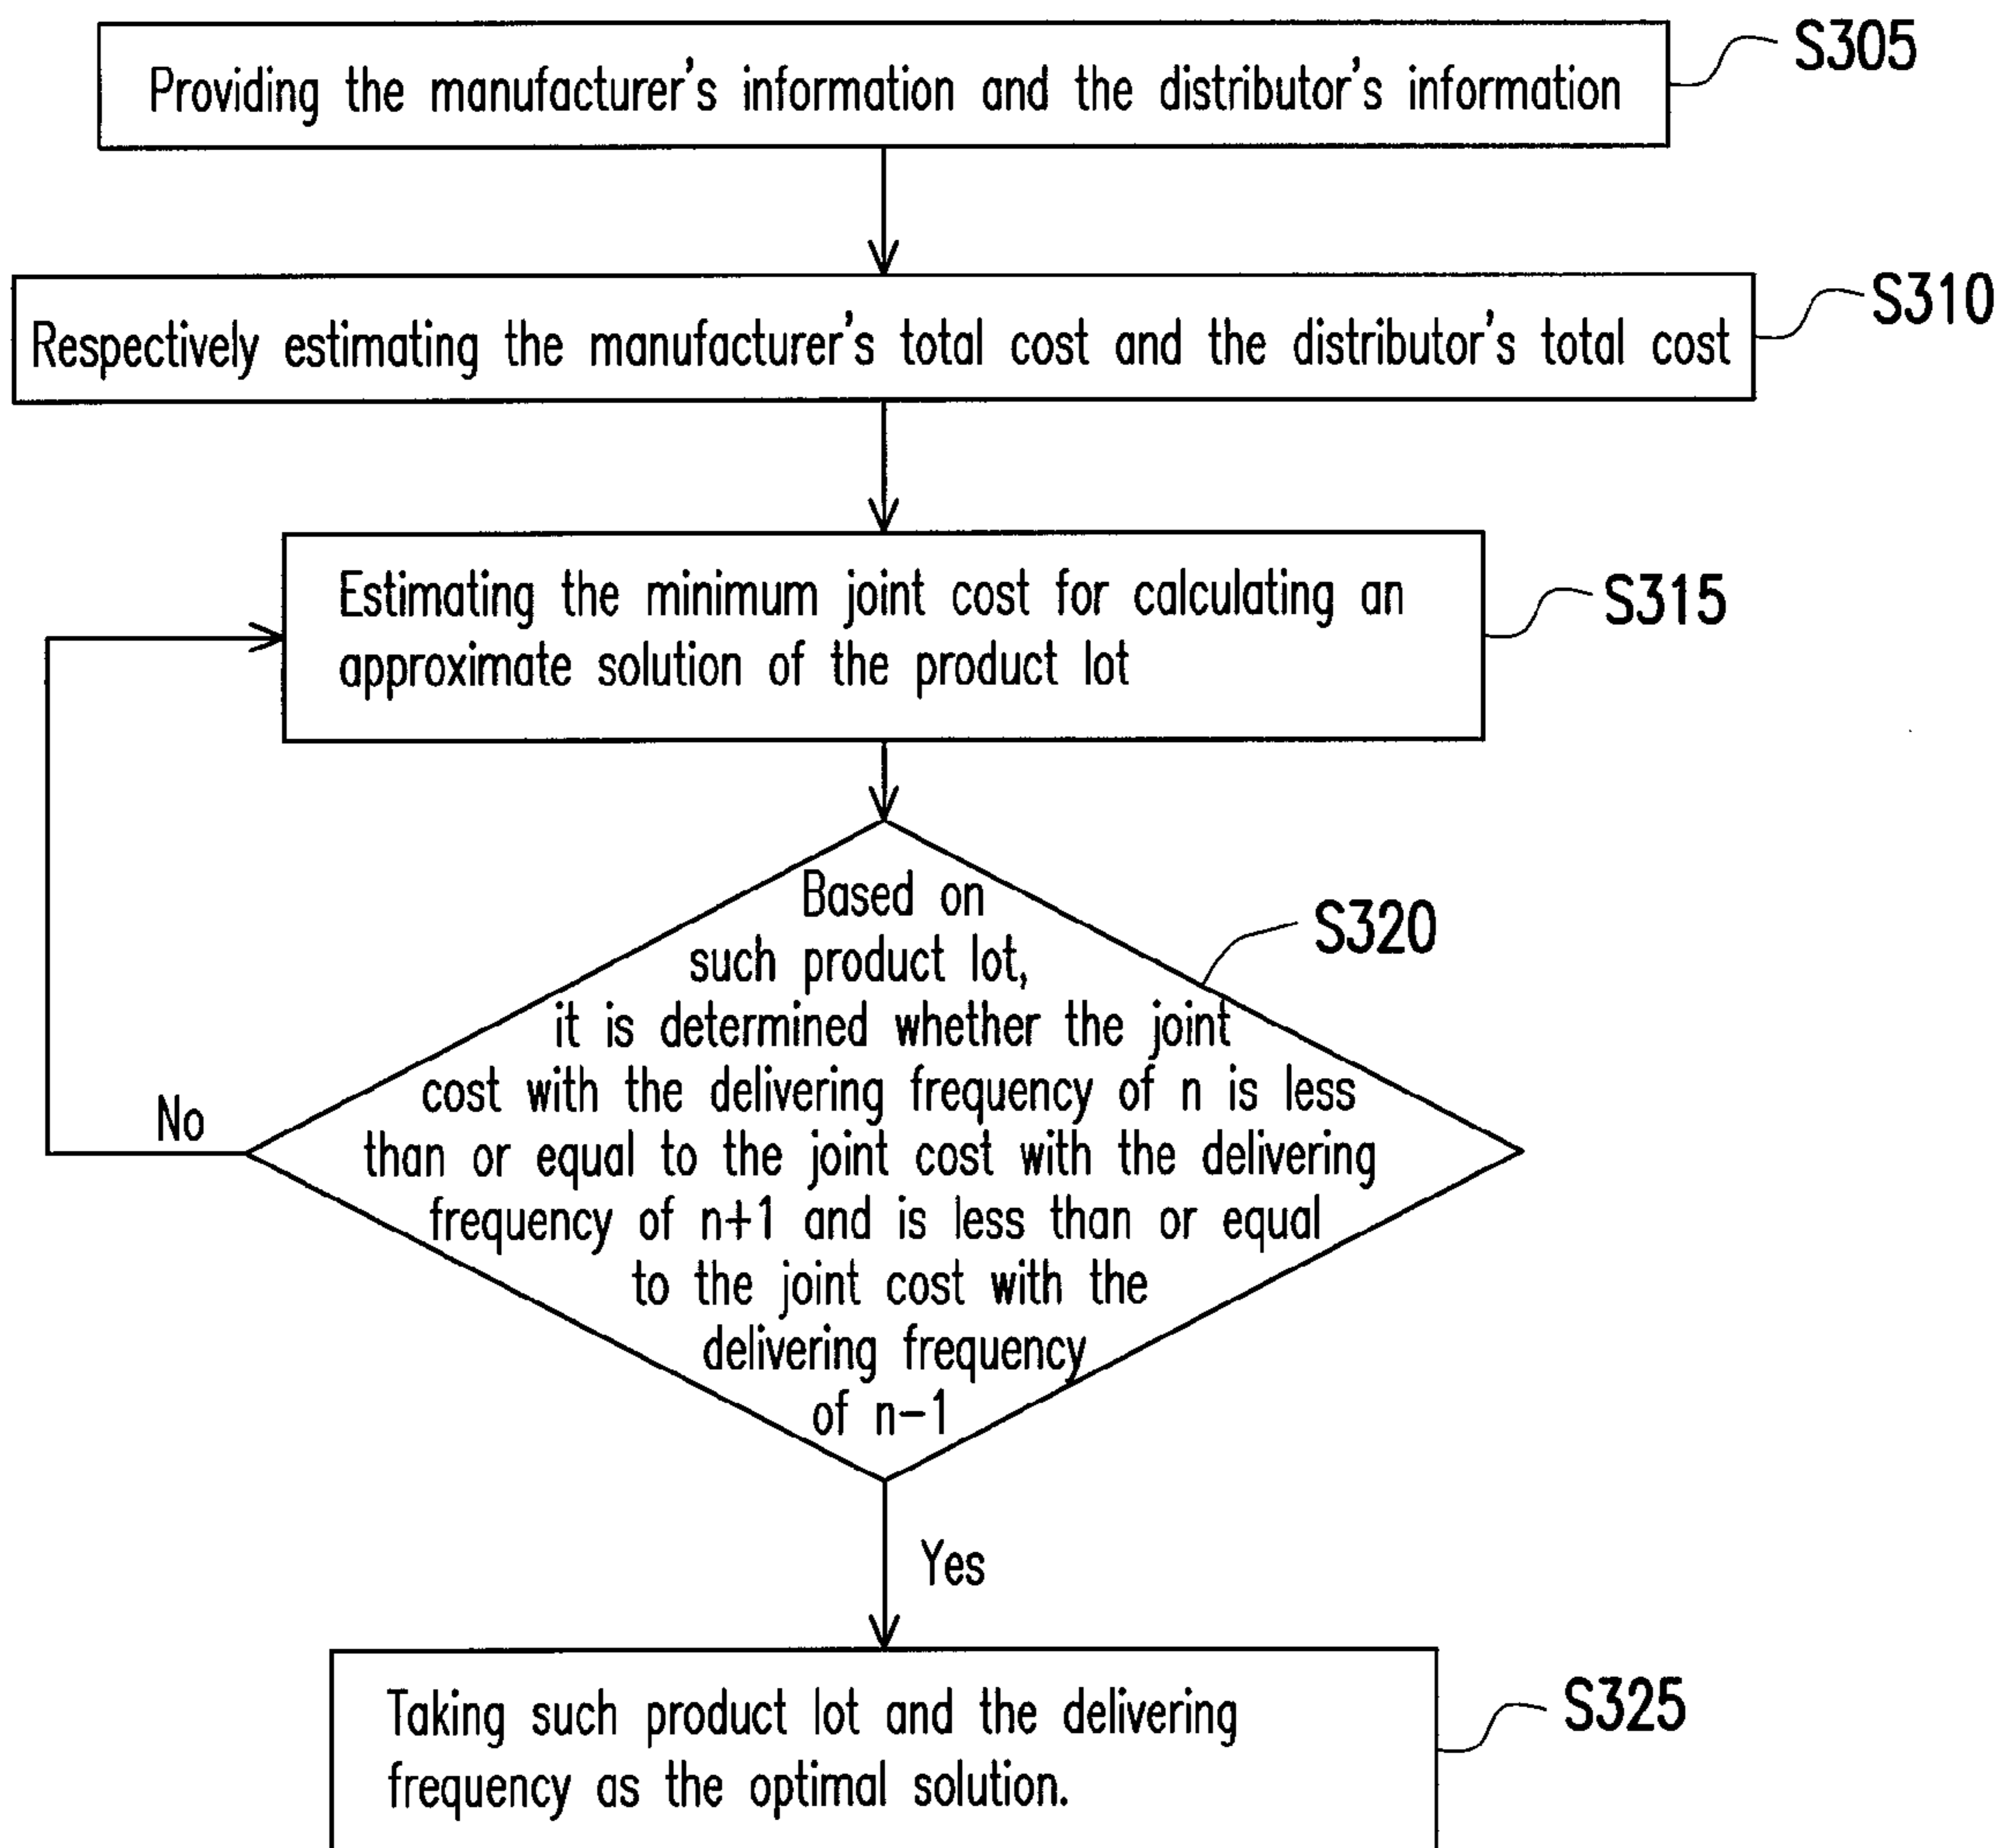 Providing the manufacturer's information and the distributor's information
S305
Respectively estimating the manufacturer's total cost and the distributor's total cost
S310
Estimating the minimum joint cost for calculating an
approximate solution of the product lot
S315
Based on
such product lot,
it is determined whether the joint
cost with the delivering frequency of n is less
than or equal to the joint cost with the delivering
frequency of n+1 and is less than or equal
to the joint cost with the
delivering frequency
of n-1
S320
No
Yes
Taking such product lot and the delivering
frequency as the optimal solution.
S325